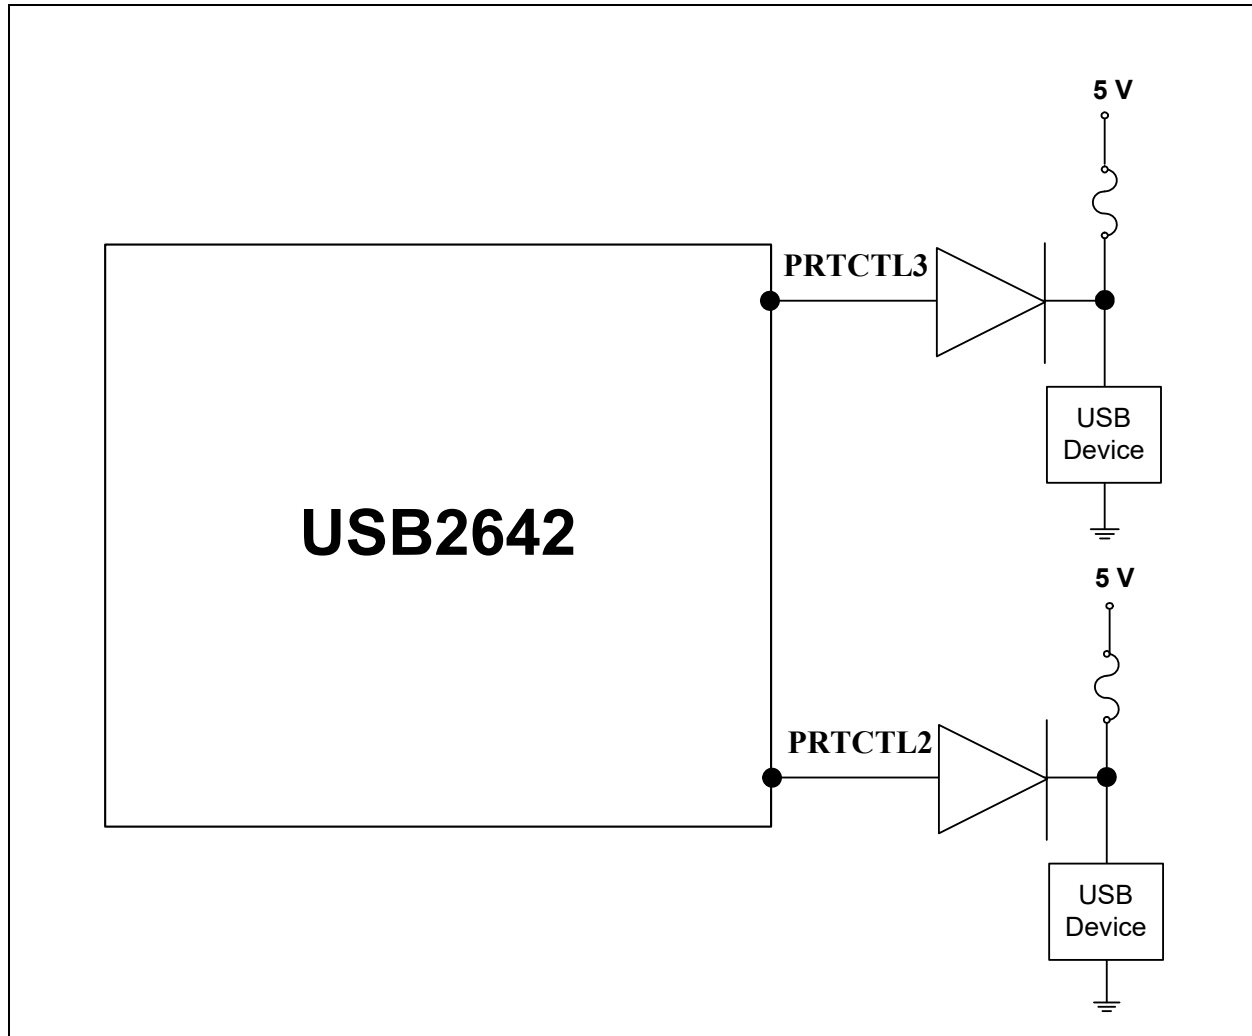 5 V
PRTCTL3
USB
Device
USB2642
5 V
PRTCTL2
USB
Device